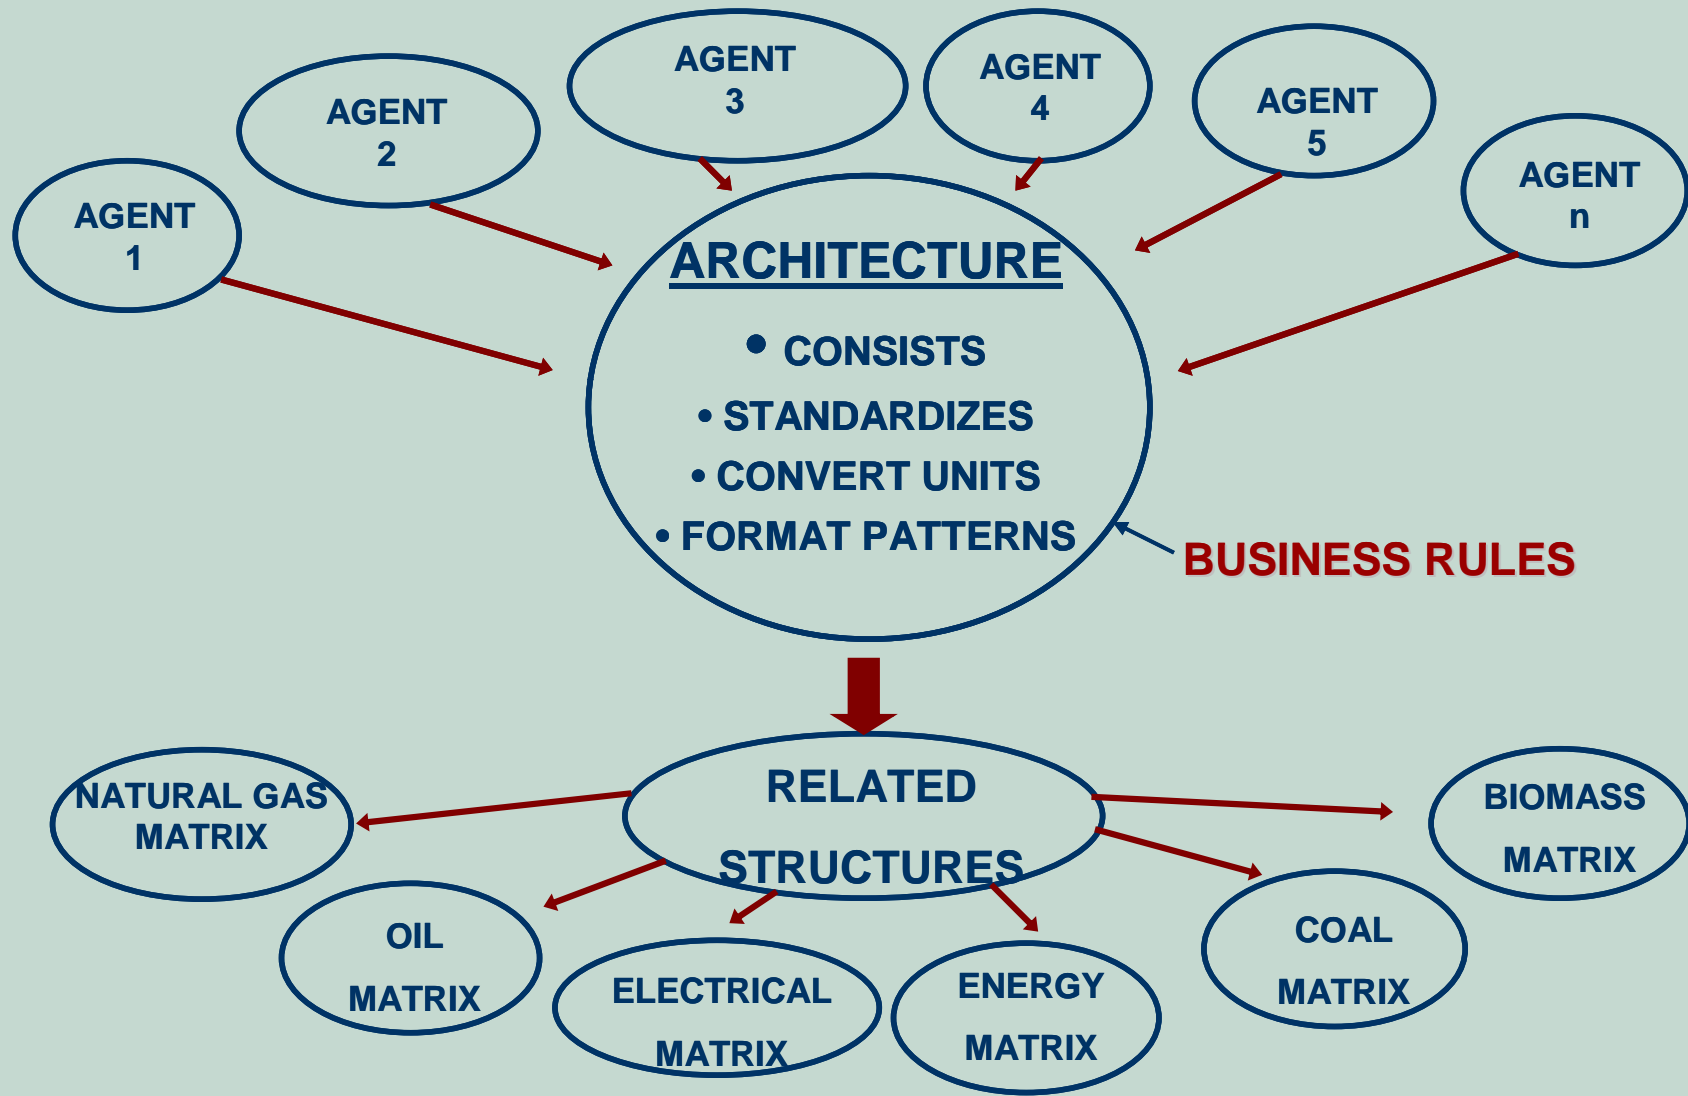 AGENT
1
AGENT
2
AGENT
3
AGENT
4
AGENT
5
AGENT
n
ARCHITECTURE
• CONSISTS
• STANDARDIZES
• CONVERT UNITS
• FORMAT PATTERNS
BUSINESS RULES
RELATED
STRUCTURES
NATURAL GAS
MATRIX
OIL
MATRIX
ELECTRICAL
MATRIX
ENERGY
MATRIX
COAL
MATRIX
BIOMASS
MATRIX